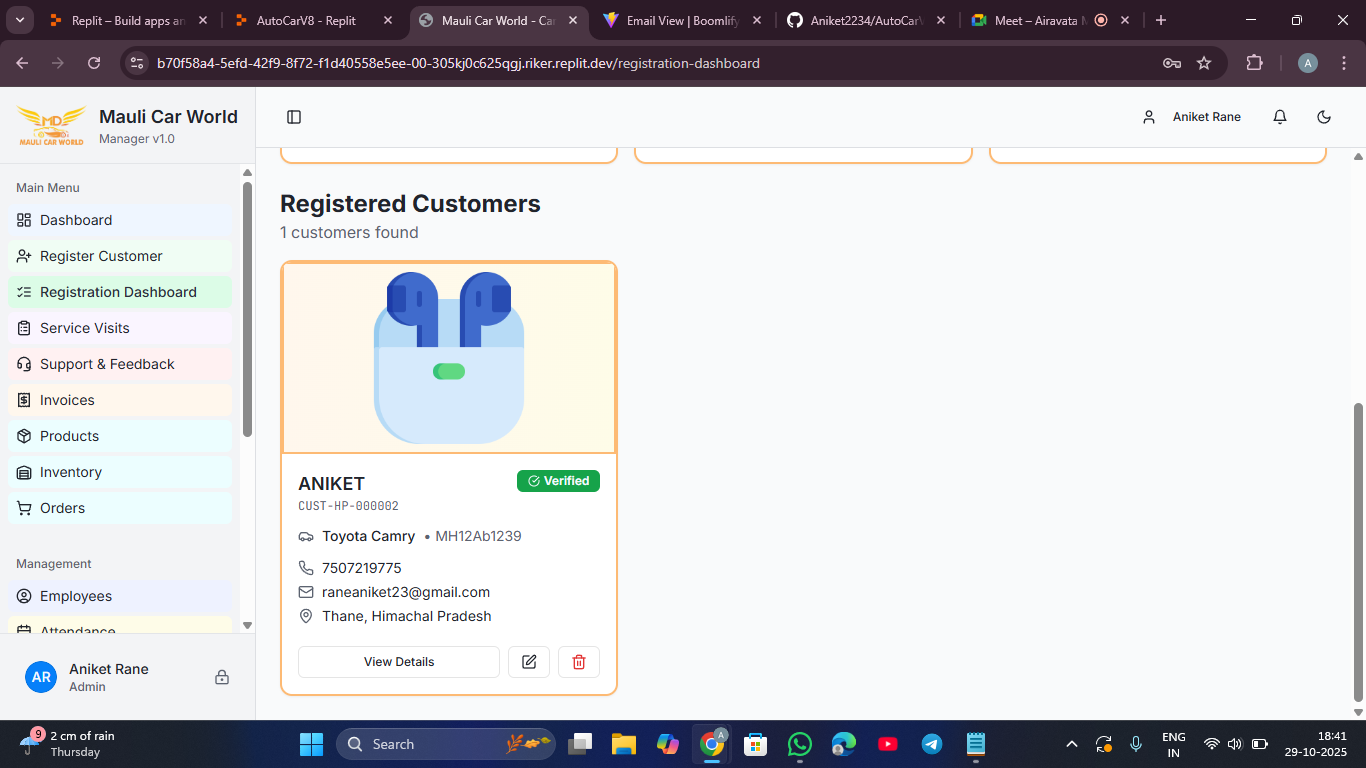 Replit – Build apps an
AutoCarV8 - Replit
Mauli Car World - Car
Email View | Boomlify
Aniket2234/AutoCarV
Meet – Airavata M
b70f58a4-5efd-42f9-8f72-f1d40558e5ee-00-305kj0c625qgj.riker.replit.dev/registration-dashboard
A
MD
MAULI CAR WORLD
Mauli Car World
Manager v1.0
Aniket Rane
Main Menu
Dashboard
Register Customer
Registration Dashboard
Service Visits
Support & Feedback
Invoices
Products
Inventory
Orders
Management
Employees
Attendance
AR
Aniket Rane
Admin
Registered Customers
1 customers found
ANIKET
Verified
CUST-HP-000002
Toyota Camry • MH12Ab1239
7507219775
raneaniket23@gmail.com
Thane, Himachal Pradesh
View Details
9
2 cm of rain
Thursday
Search
A
ENG
IN
18:41
29-10-2025